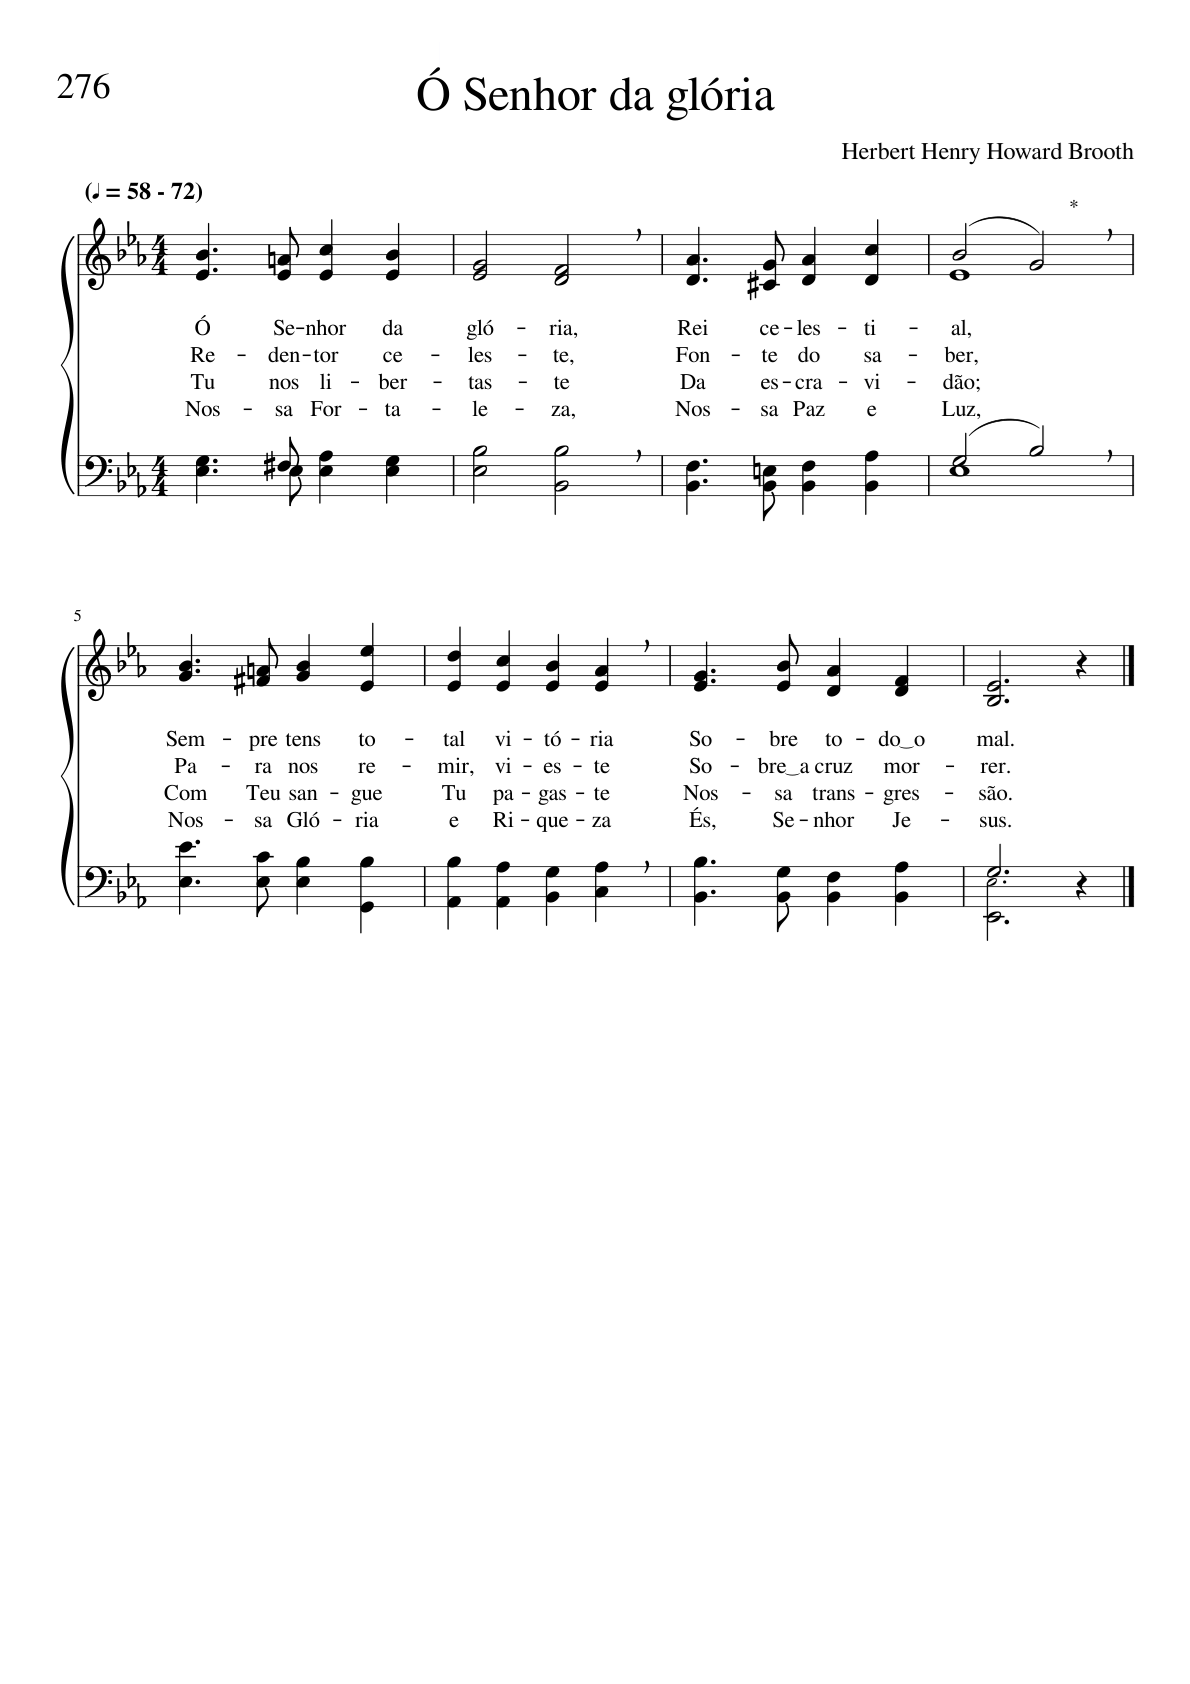 276
Ó Senhor da glória
Herbert Henry Howard Brooth
(♩ = 58 - 72)
*
Ó Se-nhor da gló - ria, Rei ce-les - ti - al,
Re - den-tor ce - les - te, Fon - te do sa - ber,
Tu nos li - ber - tas - te Da es-cra - vi - dão;
Nos - sa For - ta - le - za, Nos - sa Paz e Luz,
5
Sem - pre tens to - tal vi - tó - ria So - bre to - do‿o mal.
Pa - ra nos re - mir, vi - es - te So - bre‿a cruz mor - rer.
Com Teu san - gue Tu pa - gas - te Nos - sa trans - gres - são.
Nos - sa Gló - ria e Ri - que - za És, Se - nhor Je - sus.